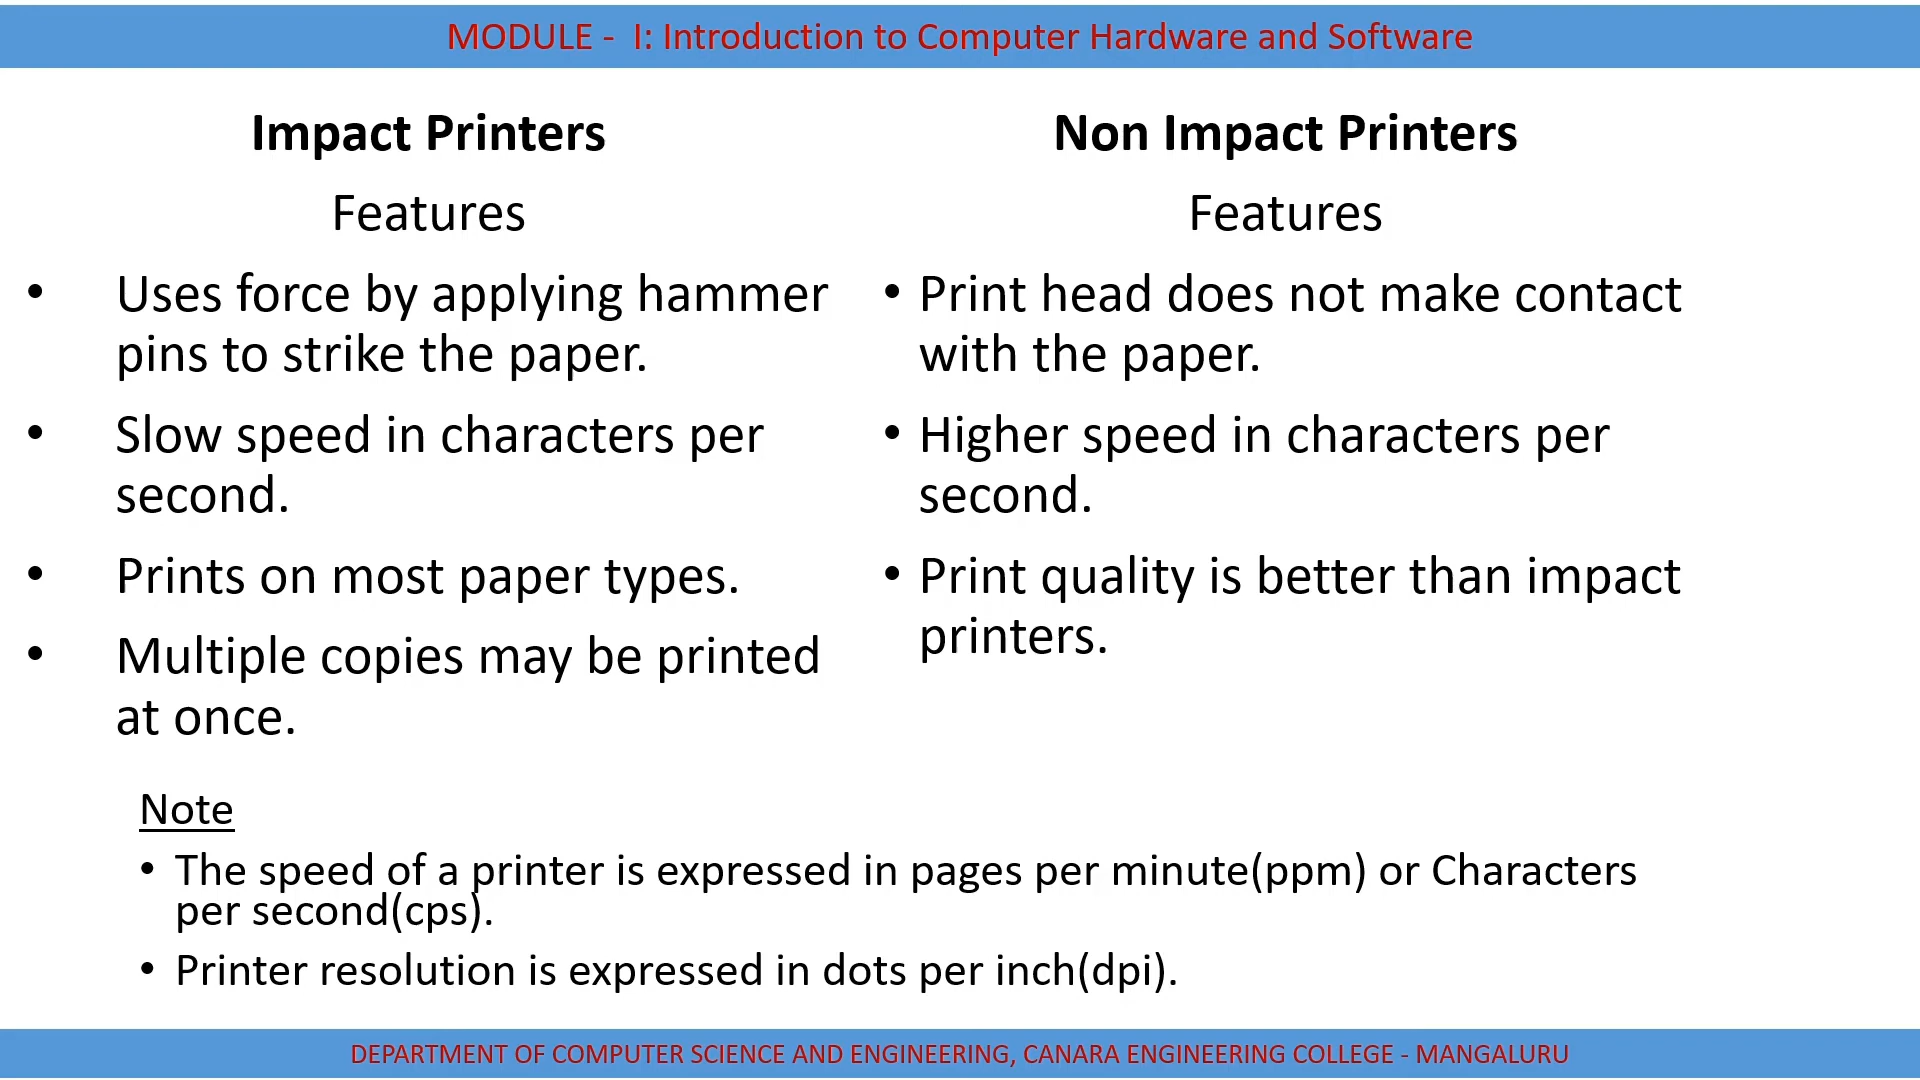 MODULE -  I: Introduction to Computer Hardware and Software
Impact Printers
Features
• Uses force by applying hammer
pins to strike the paper.
• Slow speed in characters per
second.
• Prints on most paper types.
• Multiple copies may be printed
at once.
Non Impact Printers
Features
• Print head does not make contact
with the paper.
• Higher speed in characters per
second.
• Print quality is better than impact
printers.
Note
• The speed of a printer is expressed in pages per minute(ppm) or Characters
per second(cps).
• Printer resolution is expressed in dots per inch(dpi).
DEPARTMENT OF COMPUTER SCIENCE AND ENGINEERING, CANARA ENGINEERING COLLEGE - MANGALURU